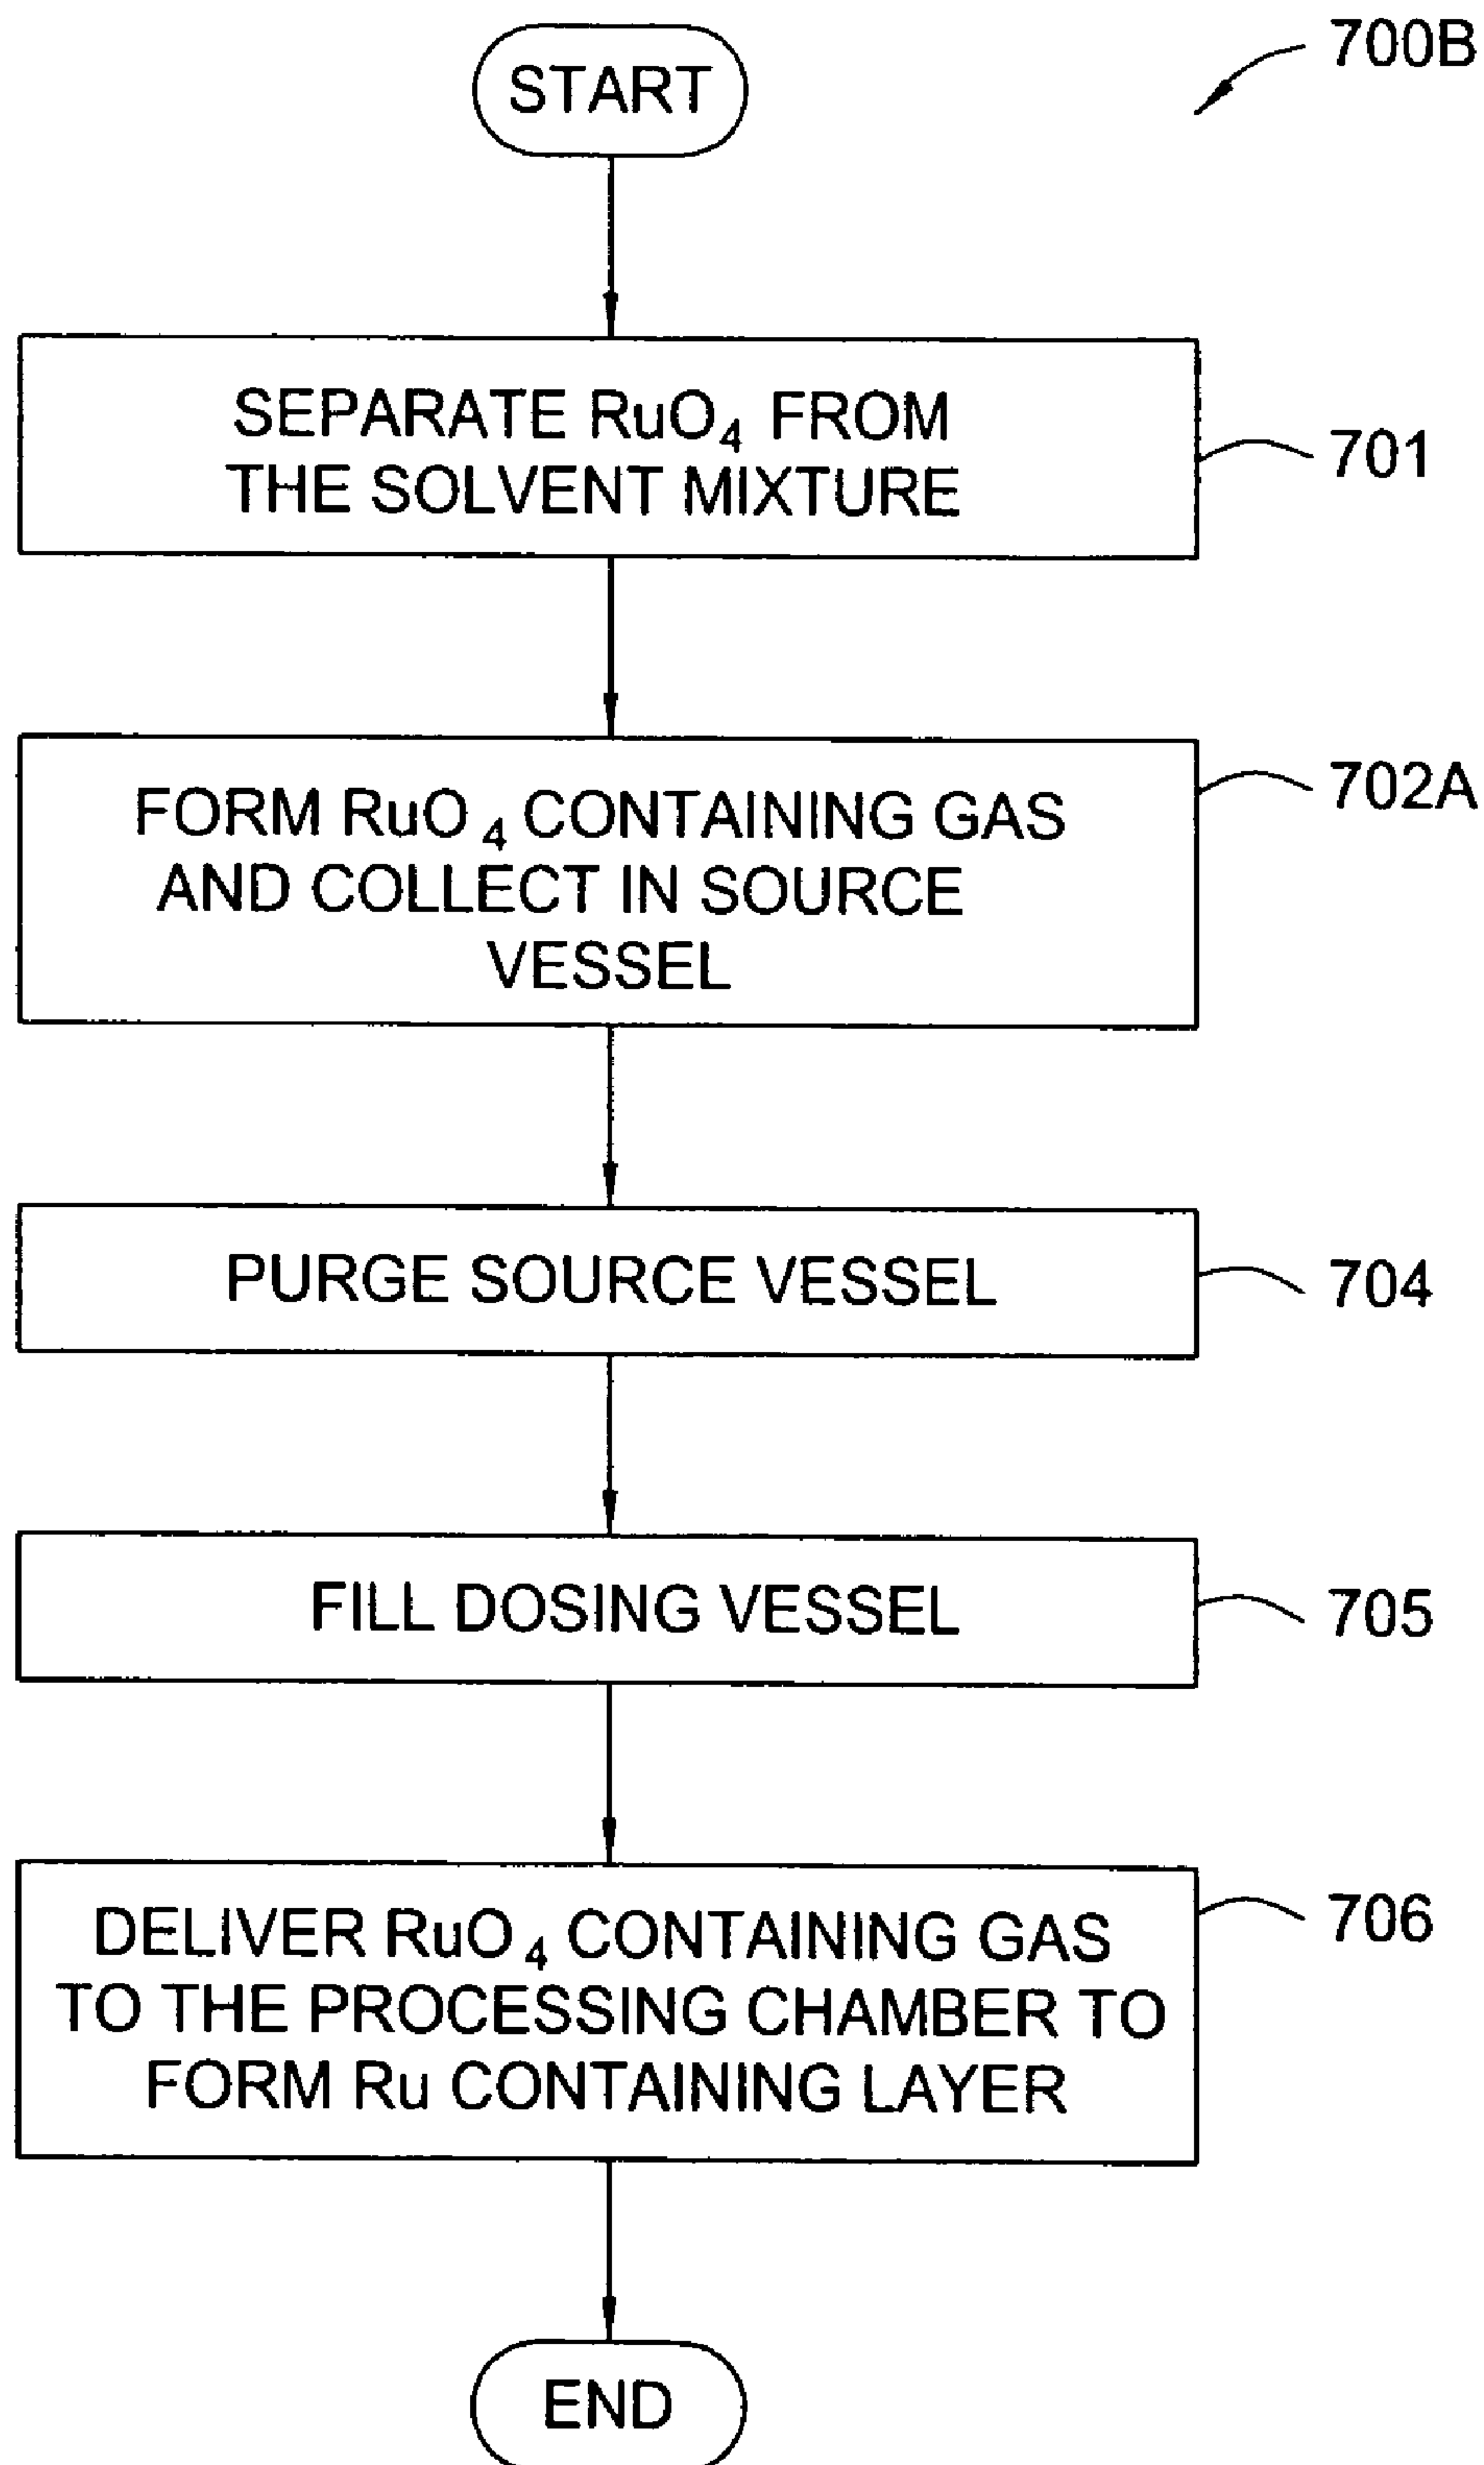 START
700B
SEPARATE RuO₄ FROM
THE SOLVENT MIXTURE
701
FORM RuO₄ CONTAINING GAS
AND COLLECT IN SOURCE
VESSEL
702A
PURGE SOURCE VESSEL
704
FILL DOSING VESSEL
705
DELIVER RuO₄ CONTAINING GAS
TO THE PROCESSING CHAMBER TO
FORM Ru CONTAINING LAYER
706
END